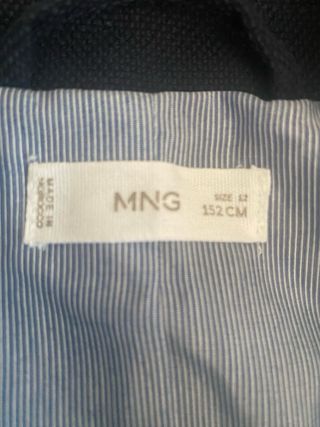 MADE IN
MOROCCO
MNG
SIZE 12
152 CM